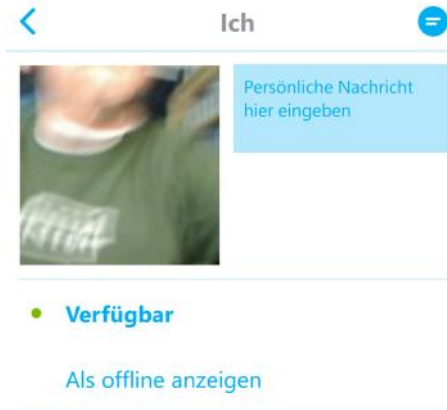 Ich
Persönliche Nachricht
hier eingeben
Verfügbar
Als offline anzeigen